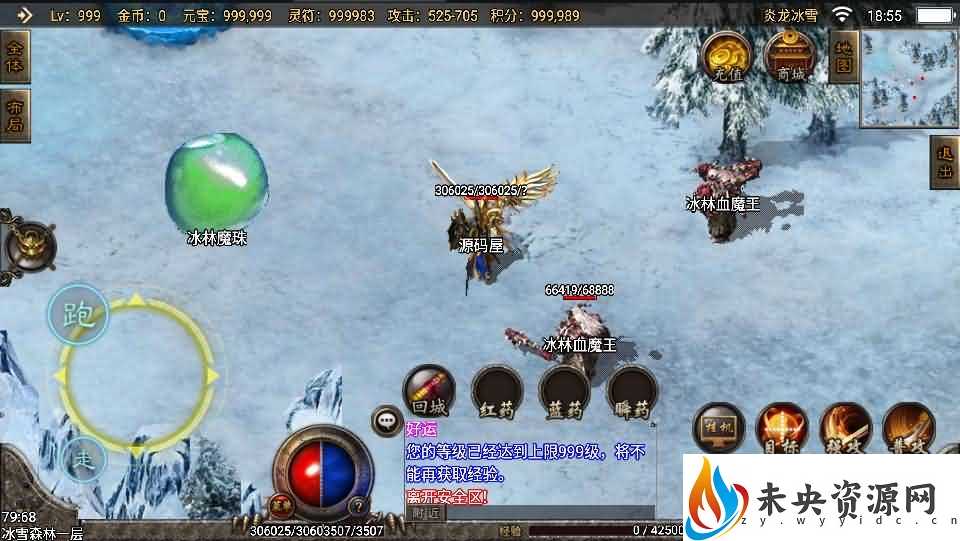 Lv: 999 金币: 0 元宝: 999,999 灵符: 999983 攻击: 525-705 积分: 999,989 炎龙冰雪 18:55
全体
布局
充值
商城
地图
退出
冰林魔珠
306025/306025/?
源码屋
冰林血魔王
66419/68888
冰林血魔王
跑
走
回城
红药
蓝药
瞬药
挂机
目标
强攻
普攻
好运
您的等级已经达到上限999级，将不
能再获取经验。
离开安全区!
附近
79:68
冰雪森林一层
306025/30603507/3507
?
经验
0/42500
未央资源网
zy.wyyidc.cn